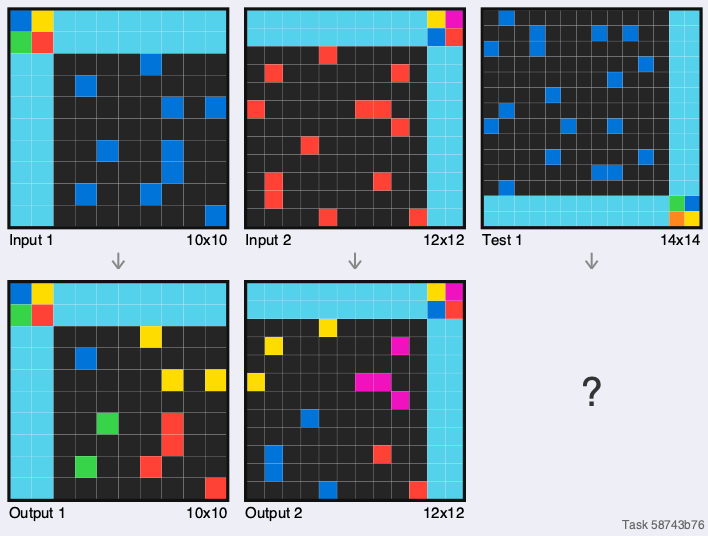 Input 1 10x10
Input 2 12x12
Test 1 14x14
Output 1 10x10
Output 2 12x12
?
Task 58743b76